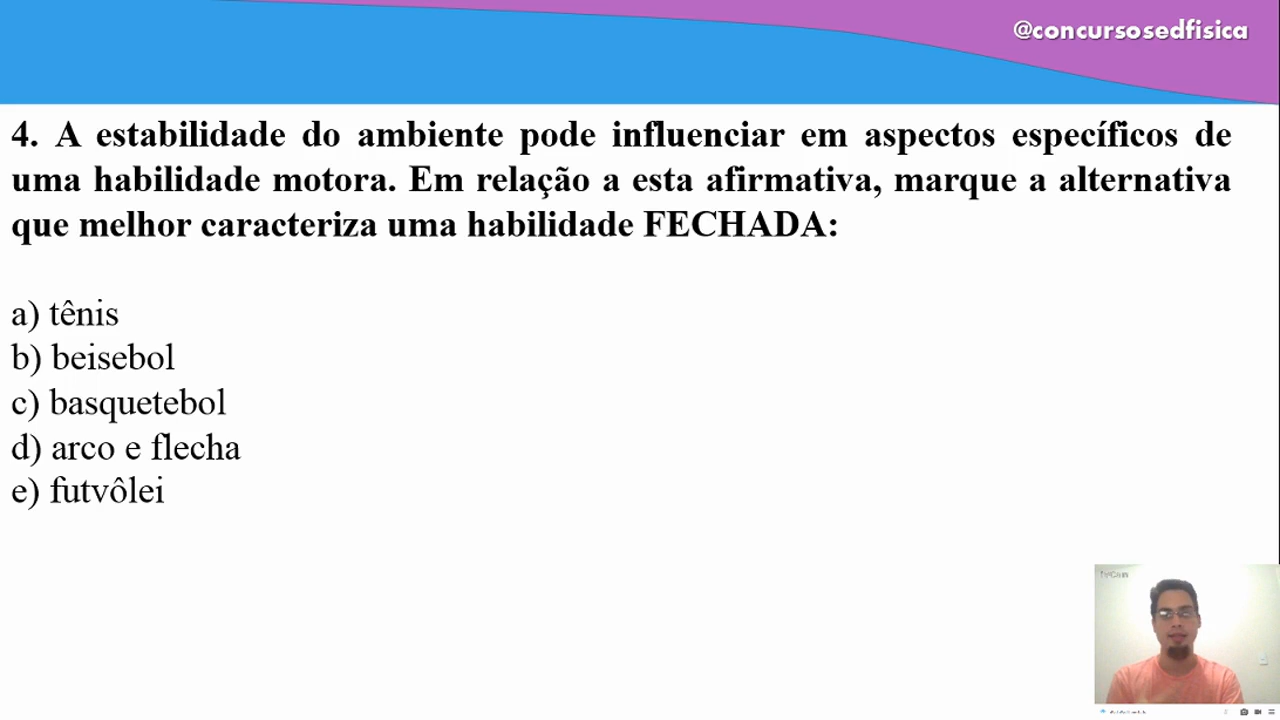 @concursosedfisica
4. A estabilidade do ambiente pode influenciar em aspectos específicos de
uma habilidade motora. Em relação a esta afirmativa, marque a alternativa
que melhor caracteriza uma habilidade FECHADA:
a) tênis
b) beisebol
c) basquetebol
d) arco e flecha
e) futvôlei